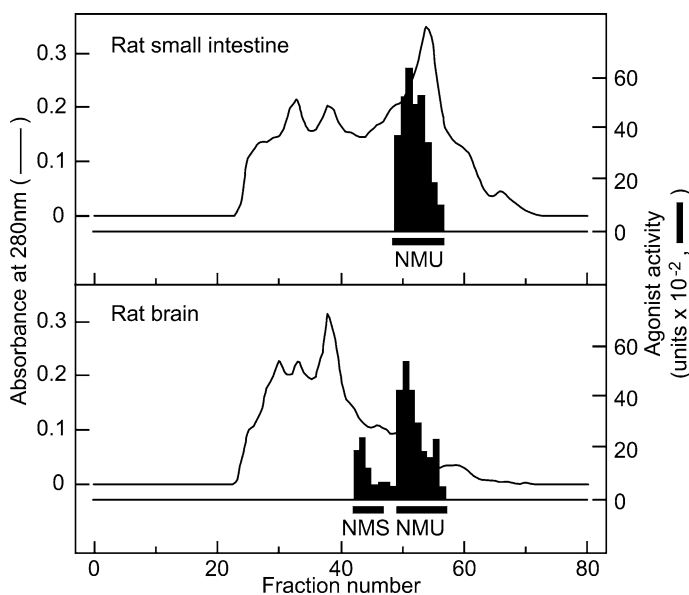 Rat small intestine
0.3
0.2
0.1
0
60
40
20
0
NMU
Rat brain
0.3
0.2
0.1
0
60
40
20
0
NMS NMU
0 20 40 60 80
Fraction number
Absorbance at 280nm ( — )
Agonist activity
(units x 10-2, ▮ )